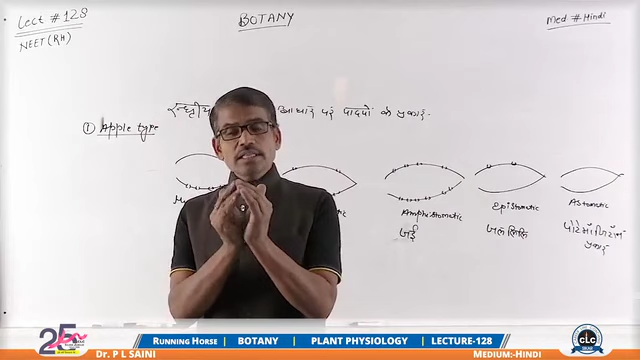 Lect # 128
NEET (RH)
BOTANY
Med # Hindi
आधार पर पादपों के प्रकार.
① Apple type
Amphistomatic
Epistomatic
Astomatic
जई
जल लिलि
25
CLC
RUNNING HORSE | BOTANY | PLANT PHYSIOLOGY | LECTURE-128
Dr. P L SAINI
MEDIUM:-HINDI